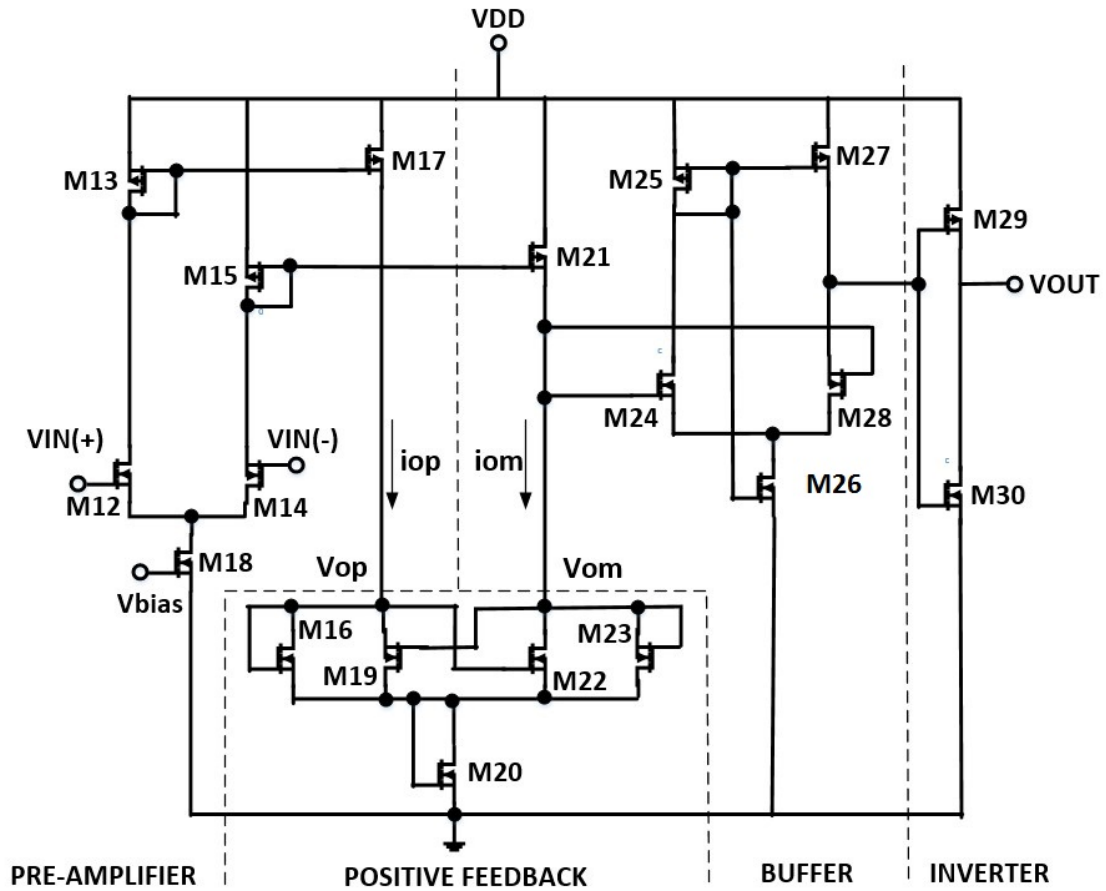 VDD
M13
M17
M25
M27
M15
M21
M29
VOUT
M24
M28
VIN(+)
VIN(-)
iop
iom
M12
M14
M26
M30
M18
Vbias
Vop
Vom
M16
M23
M19
M22
M20
PRE-AMPLIFIER
POSITIVE FEEDBACK
BUFFER
INVERTER
d
c
c